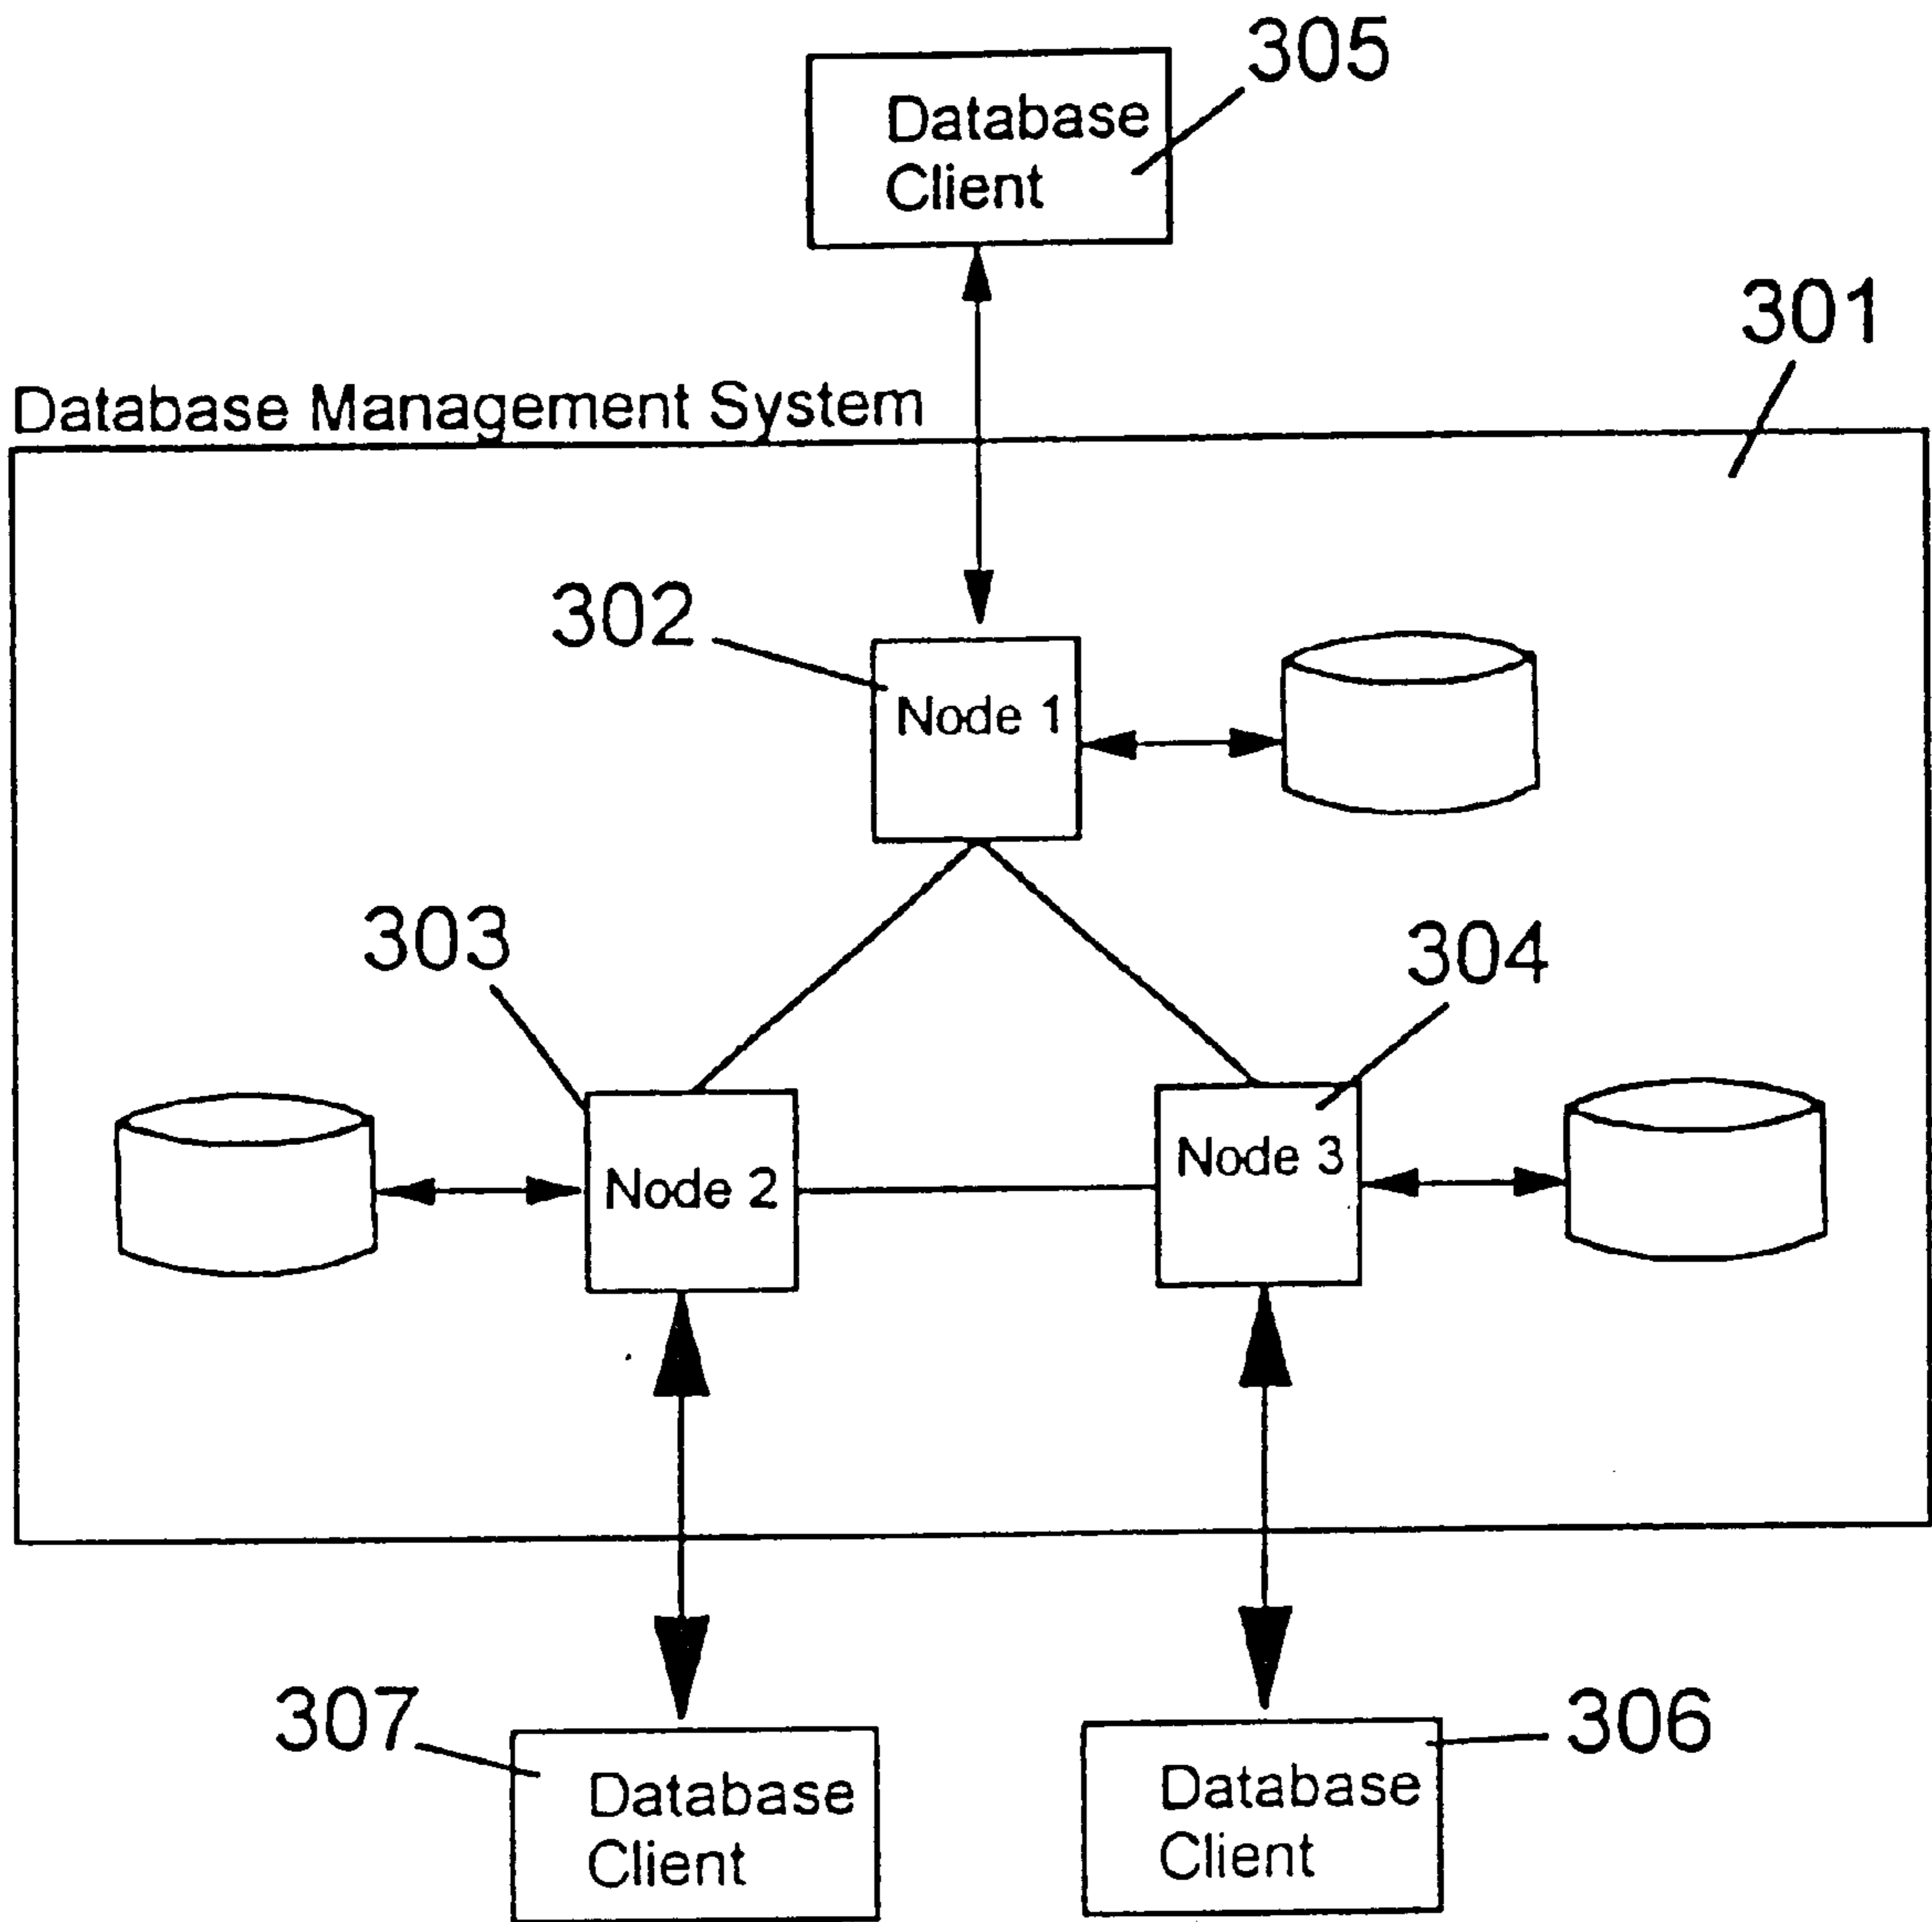 305
Database
Client
301
Database Management System
302
Node 1
303
304
Node 2
Node 3
307
306
Database
Client
Database
Client